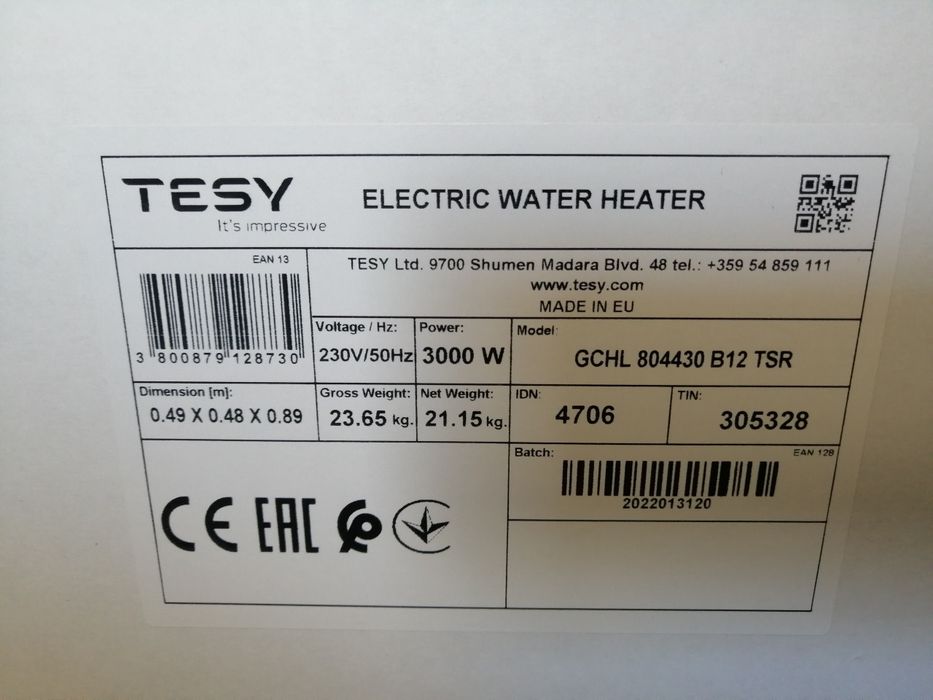 TESY
It's impressive
ELECTRIC WATER HEATER
EAN 13
3 800879 128730
TESY Ltd. 9700 Shumen Madara Blvd. 48 tel.: +359 54 859 111
www.tesy.com
MADE IN EU
Voltage / Hz:
230V/50Hz
Power:
3000 W
Model:
GCHL 804430 B12 TSR
Dimension [m]:
0.49 X 0.48 X 0.89
Gross Weight:
23.65 kg.
Net Weight:
21.15 kg.
IDN:
4706
TIN:
305328
Batch:
EAN 128
2022013120
CE EAC